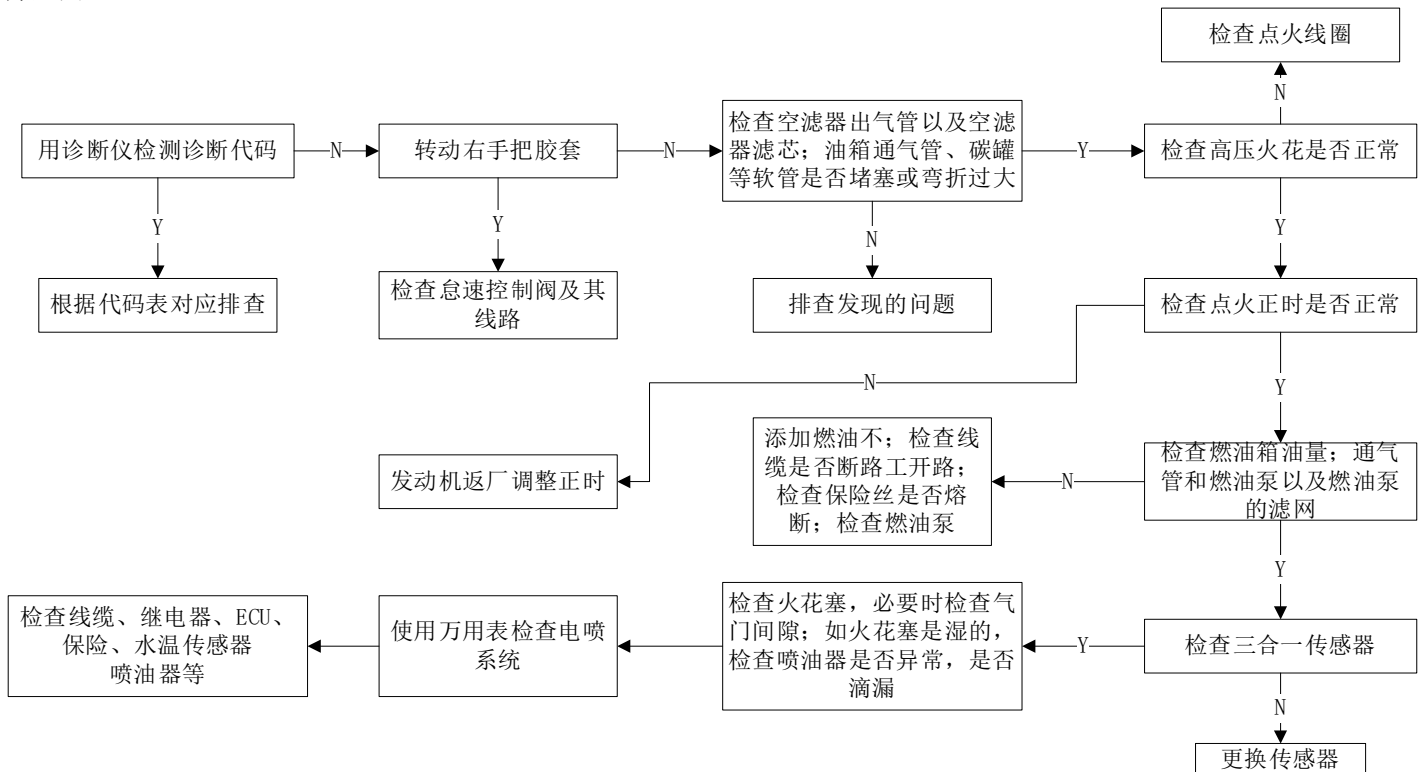 检查点火线圈
N
用诊断仪检测诊断代码
N
转动右手把胶套
N
检查空滤器出气管以及空滤
器滤芯；油箱通气管、碳罐
等软管是否堵塞或弯折过大
Y
检查高压火花是否正常
Y
Y
N
Y
根据代码表对应排查
检查怠速控制阀及其
线路
排查发现的问题
检查点火正时是否正常
N
Y
发动机返厂调整正时
添加燃油不；检查线
缆是否断路工开路；
检查保险丝是否熔
断；检查燃油泵
N
检查燃油箱油量；通气
管和燃油泵以及燃油泵
的滤网
Y
检查线缆、继电器、ECU、
保险、水温传感器
喷油器等
使用万用表检查电喷
系统
检查火花塞，必要时检查气
门间隙；如火花塞是湿的，
检查喷油器是否异常，是否
滴漏
Y
检查三合一传感器
N
更换传感器